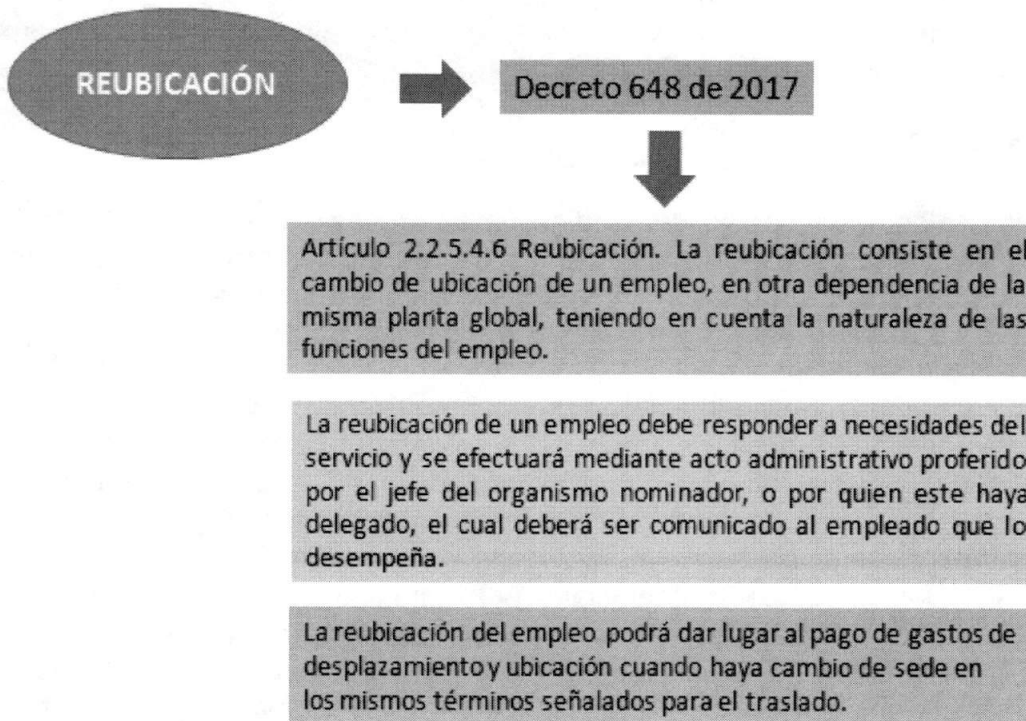 REUBICACIÓN
Decreto 648 de 2017
Artículo 2.2.5.4.6 Reubicación. La reubicación consiste en el
cambio de ubicación de un empleo, en otra dependencia de la
misma planta global, teniendo en cuenta la naturaleza de las
funciones del empleo.
La reubicación de un empleo debe responder a necesidades del
servicio y se efectuará mediante acto administrativo proferido
por el jefe del organismo nominador, o por quien este haya
delegado, el cual deberá ser comunicado al empleado que lo
desempeña.
La reubicación del empleo podrá dar lugar al pago de gastos de
desplazamiento y ubicación cuando haya cambio de sede en
los mismos términos señalados para el traslado.